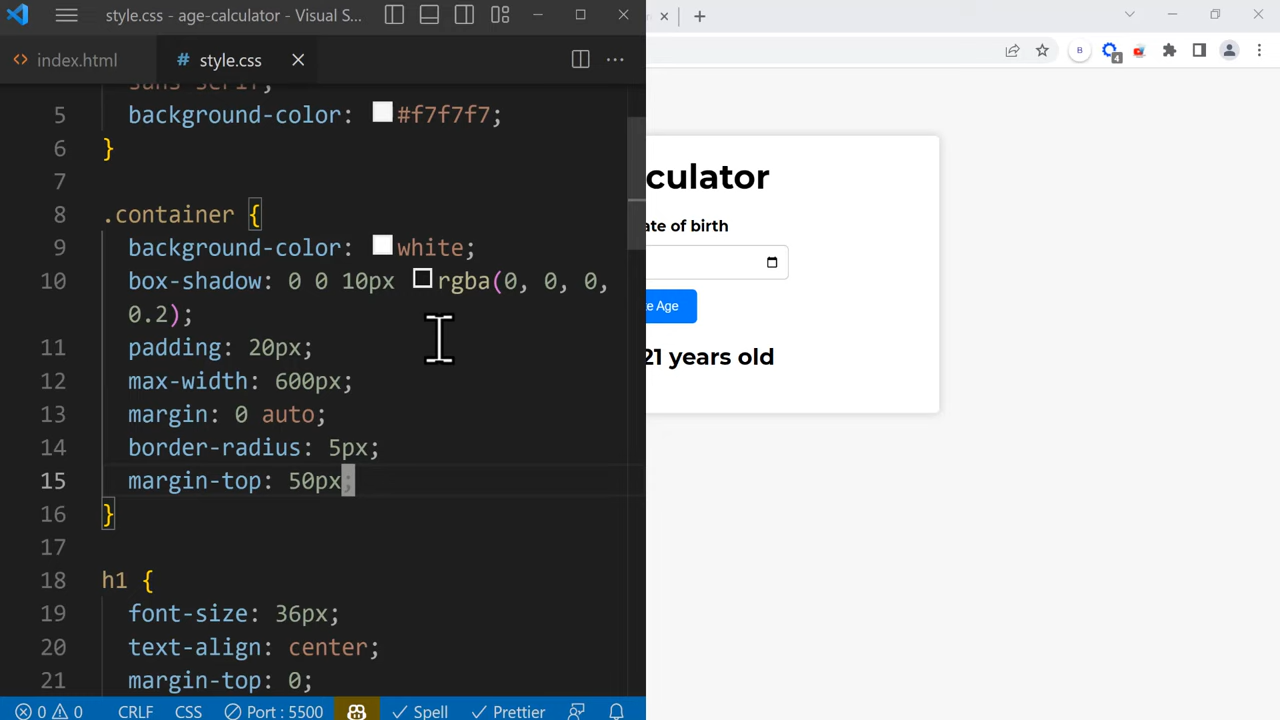 style.css - age-calculator - Visual S...
index.html
# style.css
sans-serif;
5 background-color: #f7f7f7;
6 }
7
8 .container {
9 background-color: white;
10 box-shadow: 0 0 10px rgba(0, 0, 0,
0.2);
11 padding: 20px;
12 max-width: 600px;
13 margin: 0 auto;
14 border-radius: 5px;
15 margin-top: 50px;
16 }
17
18 h1 {
19 font-size: 36px;
20 text-align: center;
21 margin-top: 0;
0 0 CRLF CSS Port : 5500 Spell Prettier
B
4
culator
ate of birth
e Age
21 years old